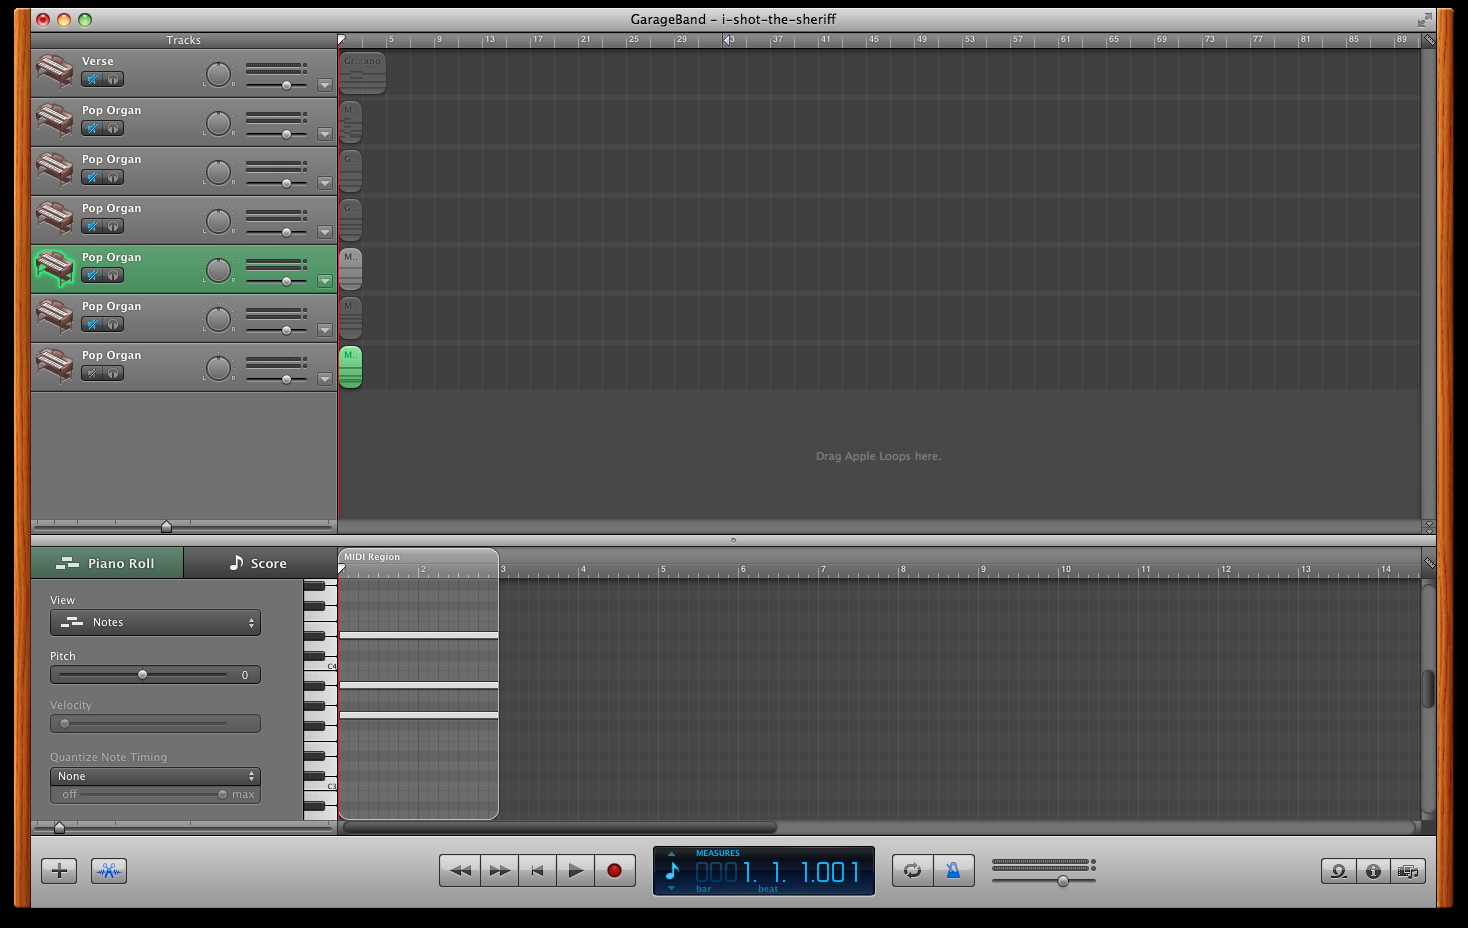 GarageBand – i-shot-the-sheriff
Tracks
5 9 13 17 21 25 29 33 37 41 45 49 53 57 61 65 69 73 77 81 85 89
Verse
L R
Gr...ano
Pop Organ
L R
M..
Pop Organ
L R
G
Pop Organ
L R
G
Pop Organ
L R
M..
Pop Organ
L R
M..
Pop Organ
L R
M..
Drag Apple Loops here.
Piano Roll
Score
MIDI Region
2 3 4 5 6 7 8 9 10 11 12 13 14
View
Notes
Pitch
0
C4
Velocity
Quantize Note Timing
None
C3
off max
MEASURES
0001. 1. 1.001
bar beat